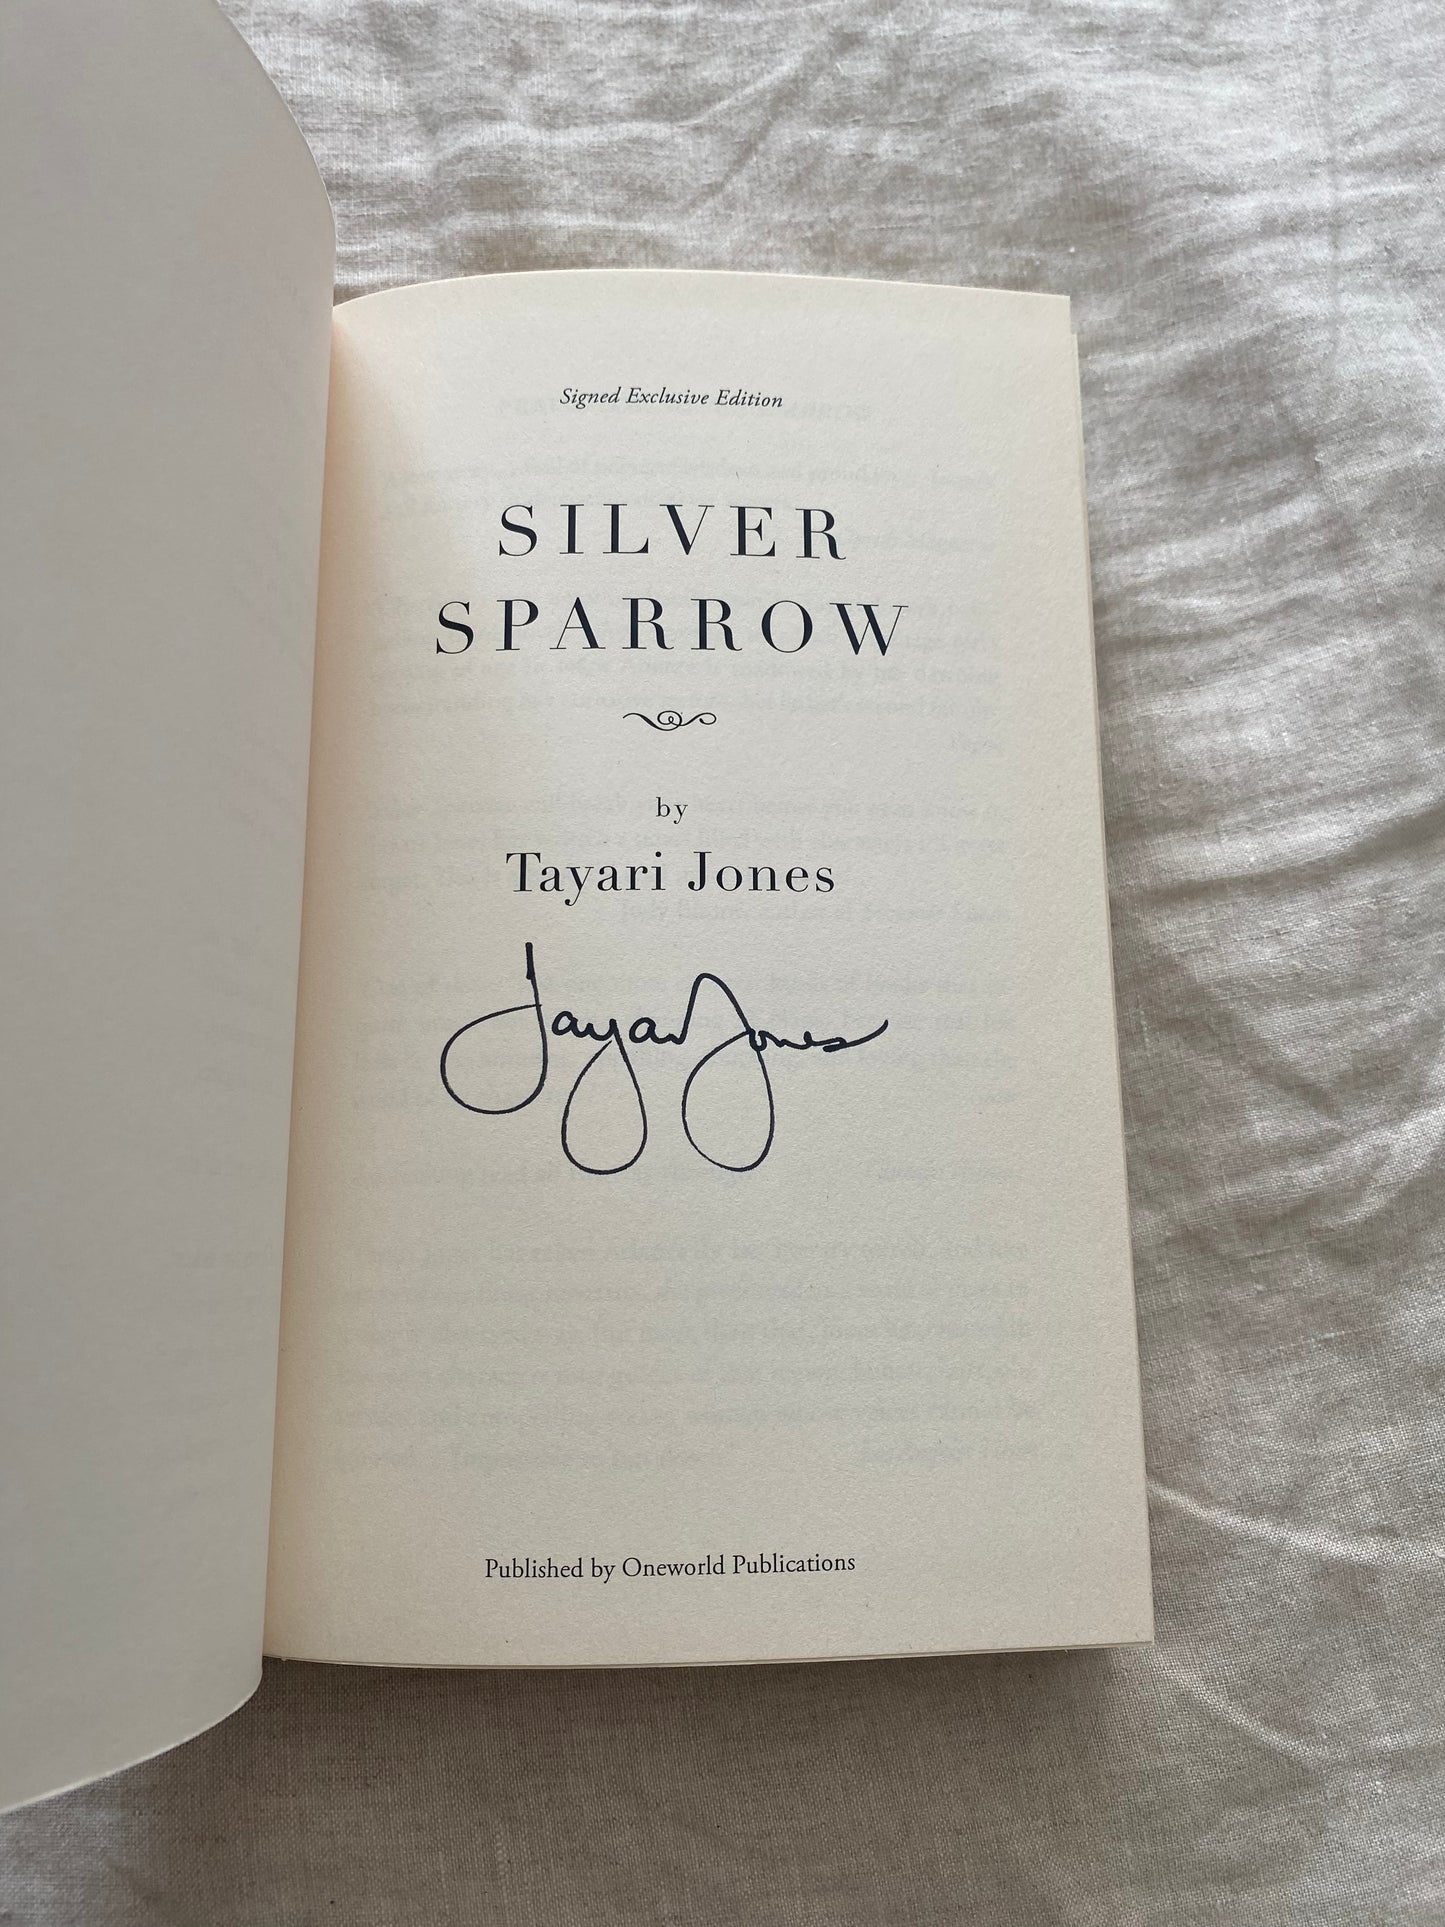 Signed Exclusive Edition
SILVER
SPARROW
by
Tayari Jones
Tayari Jones
Published by Oneworld Publications